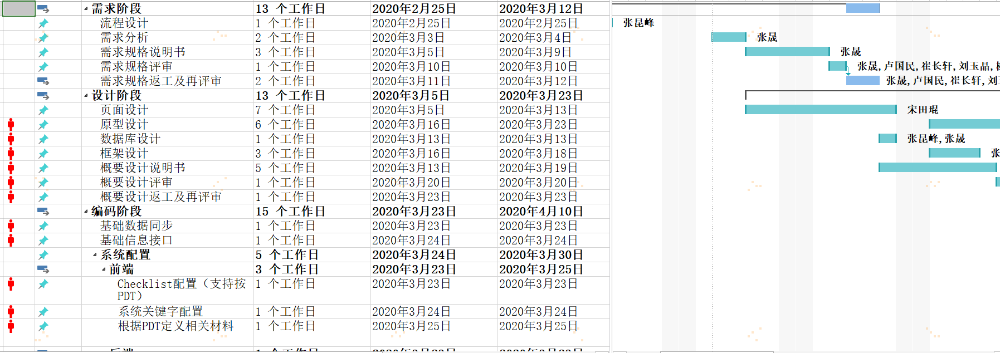 需求阶段 13 个工作日 2020年2月25日 2020年3月12日
流程设计 1 个工作日 2020年2月25日 2020年2月25日 张昆峰
需求分析 2 个工作日 2020年3月3日 2020年3月4日 张晟
需求规格说明书 3 个工作日 2020年3月5日 2020年3月9日 张晟
需求规格评审 1 个工作日 2020年3月10日 2020年3月10日 张晟,卢国民,崔长轩,刘玉品,
需求规格返工及再评审 2 个工作日 2020年3月11日 2020年3月12日 张晟,卢国民,崔长轩,刘
设计阶段 13 个工作日 2020年3月5日 2020年3月23日
页面设计 7 个工作日 2020年3月5日 2020年3月13日 宋田琨
原型设计 6 个工作日 2020年3月16日 2020年3月23日
数据库设计 1 个工作日 2020年3月13日 2020年3月13日 张昆峰,张晟
框架设计 3 个工作日 2020年3月16日 2020年3月18日 张
概要设计说明书 5 个工作日 2020年3月13日 2020年3月19日
概要设计评审 1 个工作日 2020年3月20日 2020年3月20日
概要设计返工及再评审 1 个工作日 2020年3月23日 2020年3月23日
编码阶段 15 个工作日 2020年3月23日 2020年4月10日
基础数据同步 1 个工作日 2020年3月23日 2020年3月23日
基础信息接口 1 个工作日 2020年3月24日 2020年3月24日
系统配置 5 个工作日 2020年3月24日 2020年3月30日
前端 3 个工作日 2020年3月23日 2020年3月25日
Checklist配置（支持按 1 个工作日 2020年3月23日 2020年3月23日
PDT）
系统关键字配置 1 个工作日 2020年3月24日 2020年3月24日
根据PDT定义相关材料 1 个工作日 2020年3月25日 2020年3月25日